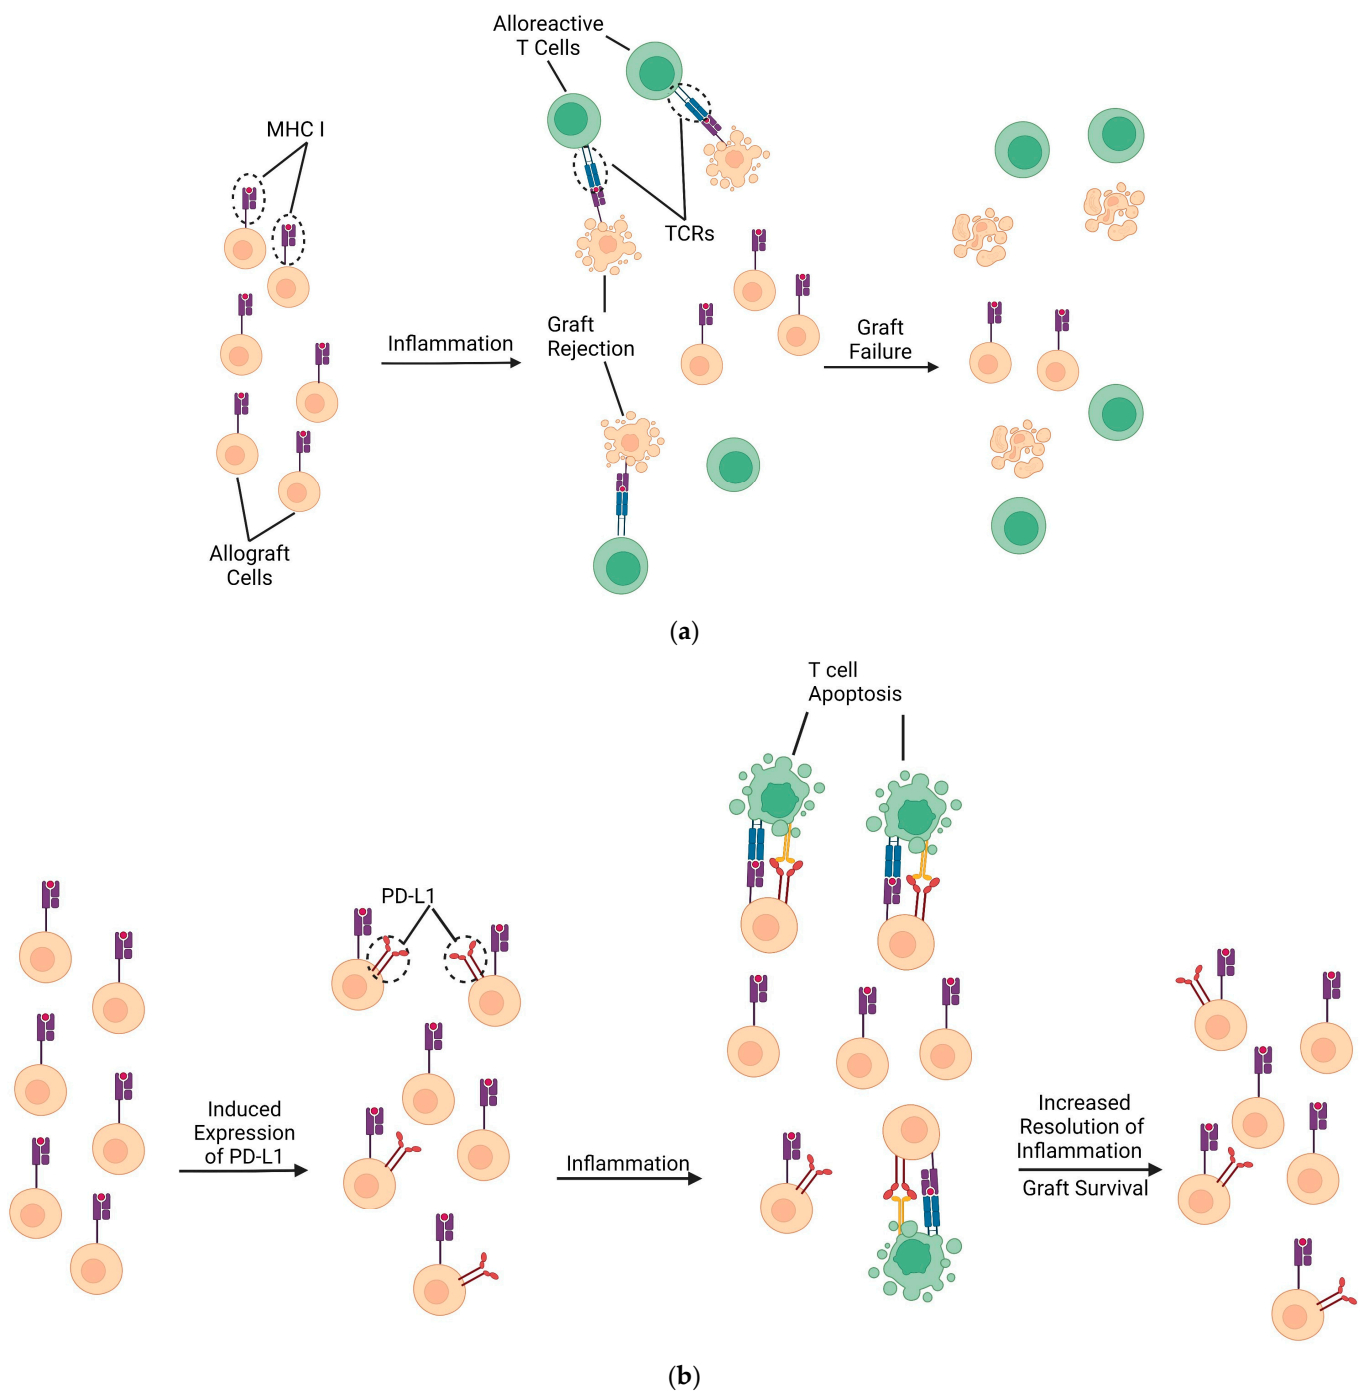 Alloreactive
T Cells
MHC I
TCRs
Inflammation
Graft
Rejection
Graft
Failure
Allograft
Cells
(a)
T cell
Apoptosis
PD-L1
Induced
Expression
of PD-L1
Inflammation
Increased
Resolution of
Inflammation
Graft Survival
(b)